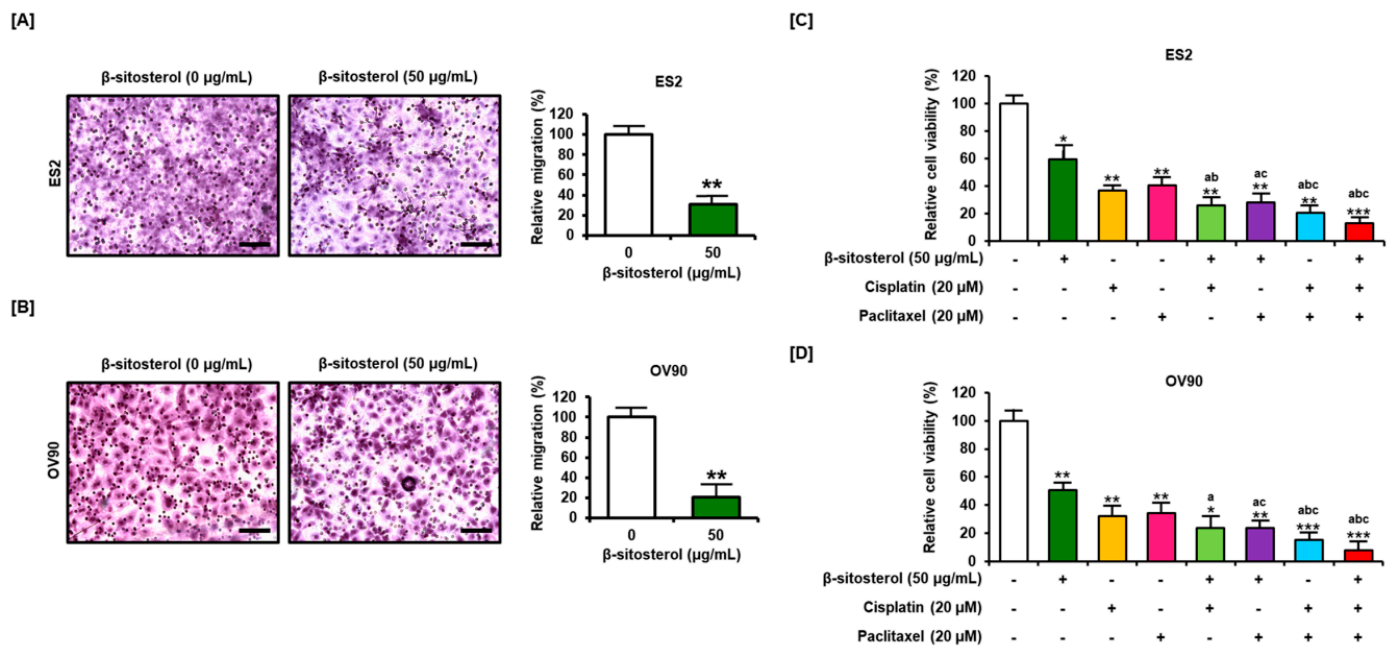 [A]
β-sitosterol (0 µg/mL) β-sitosterol (50 µg/mL)
ES2
ES2
Relative migration (%)
120
100
80
60
40
20
0
**
0 50
β-sitosterol (µg/mL)
[B]
β-sitosterol (0 µg/mL) β-sitosterol (50 µg/mL)
OV90
OV90
Relative migration (%)
120
100
80
60
40
20
0
**
0 50
β-sitosterol (µg/mL)
[C]
ES2
Relative cell viability (%)
120
100
80
60
40
20
0
ab ac abc abc
* ** ** ** ** ** ***
β-sitosterol (50 µg/mL) - + - - + + - +
Cisplatin (20 µM) - - + - + - + +
Paclitaxel (20 µM) - - - + - + + +
[D]
OV90
Relative cell viability (%)
120
100
80
60
40
20
0
a ac abc abc
** ** ** * ** *** ***
β-sitosterol (50 µg/mL) - + - - + + - +
Cisplatin (20 µM) - - + - + - + +
Paclitaxel (20 µM) - - - + - + + +